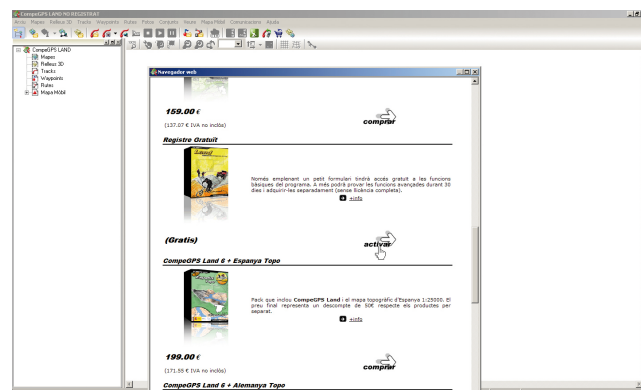 CompeGPS LAND NO REGISTRAT
Arxiu Mapes Relleus 3D Tracks Waypoints Rutes Fotos Conjunts Veure Mapa Mòbil Comunicacions Ajuda
CompeGPS LAND
Mapes
Relleus 3D
Tracks
Waypoints
Rutes
Mapa Mòbil
Navegador web
159.00 €
(137.07 € IVA no inclòs)
comprar
Registre Gratuït
Només emplenant un petit formulari tindrà accés gratuït a les funcions
bàsiques del programa. A més podrà provar les funcions avançades durant 30
dies i adquirir-les separadament (sense llicència completa).
+info
(Gratis)
activar
CompeGPS Land 6 + Espanya Topo
Pack que inclou CompeGPS Land i el mapa topogràfic d'Espanya 1:25000. El
preu final representa un descompte de 50€ respecte els productes per
separat.
+info
199.00 €
(171.55 € IVA no inclòs)
comprar
CompeGPS Land 6 + Alemanya Topo